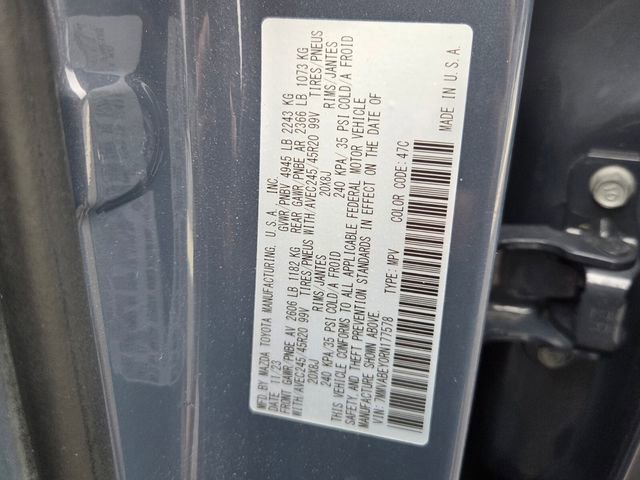 MFD. BY MAZDA TOYOTA MANUFACTURING, U.S.A., INC.
DATE 11/23 GVWR/PNBV 4945 LB 2243 KG
FRONT GAWR/PNBE AV 2606 LB 1182 KG REAR GAWR/PNBE AR 2366 LB 1073 KG
WITH/AVEC245/45R20 99V TIRES/PNEUS WITH/AVEC245/45R20 99V TIRES/PNEUS
20X8J RIMS/JANTES 20X8J RIMS/JANTES
240 KPA/35 PSI COLD/A FROID 240 KPA/35 PSI COLD/A FROID
THIS VEHICLE CONFORMS TO ALL APPLICABLE FEDERAL MOTOR VEHICLE
SAFETY AND THEFT PREVENTION STANDARDS IN EFFECT ON THE DATE OF
MANUFACTURE SHOWN ABOVE.
VIN: TYPE: MPV COLOR CODE: 47C
MADE IN U.S.A.